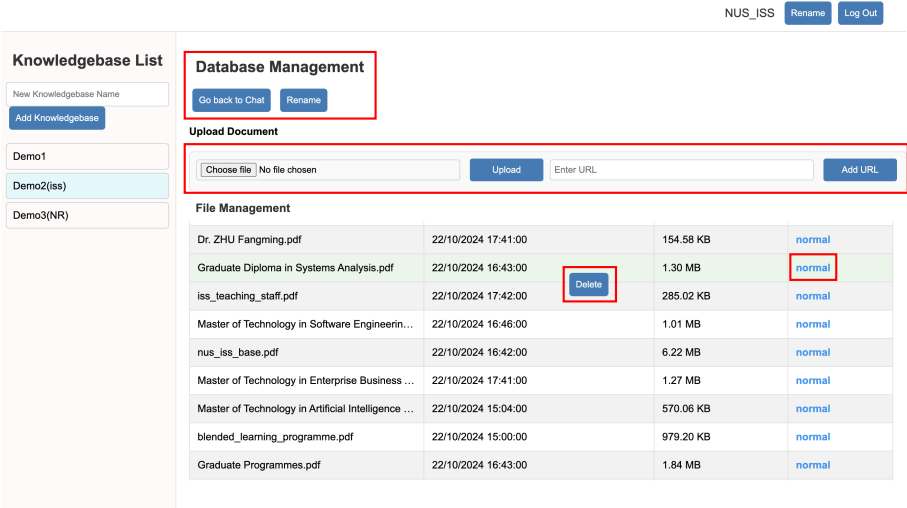 NUS_ISS Rename Log Out
Knowledgebase List
New Knowledgebase Name
Add Knowledgebase
Demo1
Demo2(iss)
Demo3(NR)
Database Management
Go back to Chat Rename
Upload Document
Choose file No file chosen Upload Enter URL Add URL
File Management
Dr. ZHU Fangming.pdf 22/10/2024 17:41:00 154.58 KB normal
Graduate Diploma in Systems Analysis.pdf 22/10/2024 16:43:00 1.30 MB normal
Delete
iss_teaching_staff.pdf 22/10/2024 17:42:00 285.02 KB normal
Master of Technology in Software Engineerin... 22/10/2024 16:46:00 1.01 MB normal
nus_iss_base.pdf 22/10/2024 16:42:00 6.22 MB normal
Master of Technology in Enterprise Business ... 22/10/2024 17:41:00 1.27 MB normal
Master of Technology in Artificial Intelligence ... 22/10/2024 15:04:00 570.06 KB normal
blended_learning_programme.pdf 22/10/2024 15:00:00 979.20 KB normal
Graduate Programmes.pdf 22/10/2024 16:43:00 1.84 MB normal